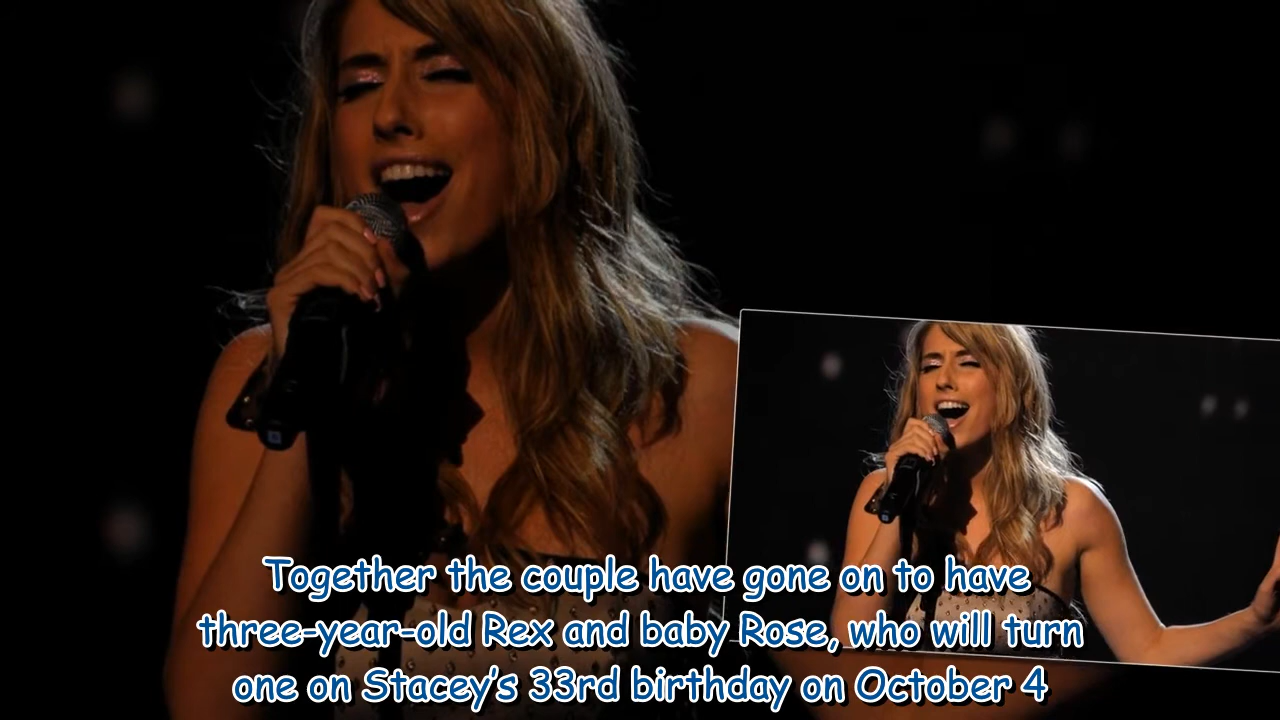 Together the couple have gone on to have
three-year-old Rex and baby Rose, who will turn
one on Stacey's 33rd birthday on October 4